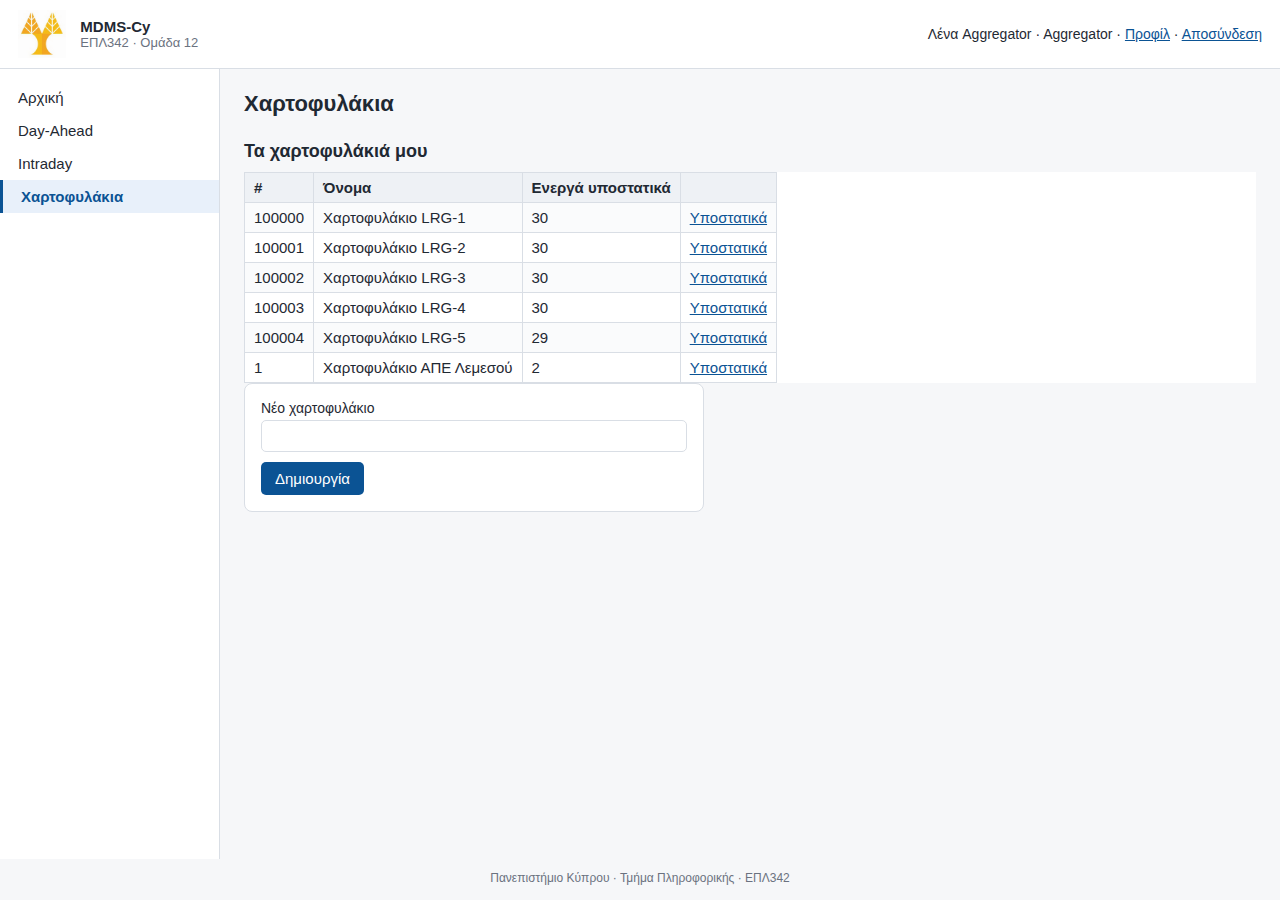 MDMS-Cy
ΕΠΛ342 · Ομάδα 12
Λένα Aggregator · Aggregator · Προφίλ · Αποσύνδεση
Αρχική
Day-Ahead
Intraday
Χαρτοφυλάκια
Χαρτοφυλάκια
Τα χαρτοφυλάκιά μου
# Όνομα Ενεργά υποστατικά
100000 Χαρτοφυλάκιο LRG-1 30 Υποστατικά
100001 Χαρτοφυλάκιο LRG-2 30 Υποστατικά
100002 Χαρτοφυλάκιο LRG-3 30 Υποστατικά
100003 Χαρτοφυλάκιο LRG-4 30 Υποστατικά
100004 Χαρτοφυλάκιο LRG-5 29 Υποστατικά
1 Χαρτοφυλάκιο ΑΠΕ Λεμεσού 2 Υποστατικά
Νέο χαρτοφυλάκιο
Δημιουργία
Πανεπιστήμιο Κύπρου · Τμήμα Πληροφορικής · ΕΠΛ342